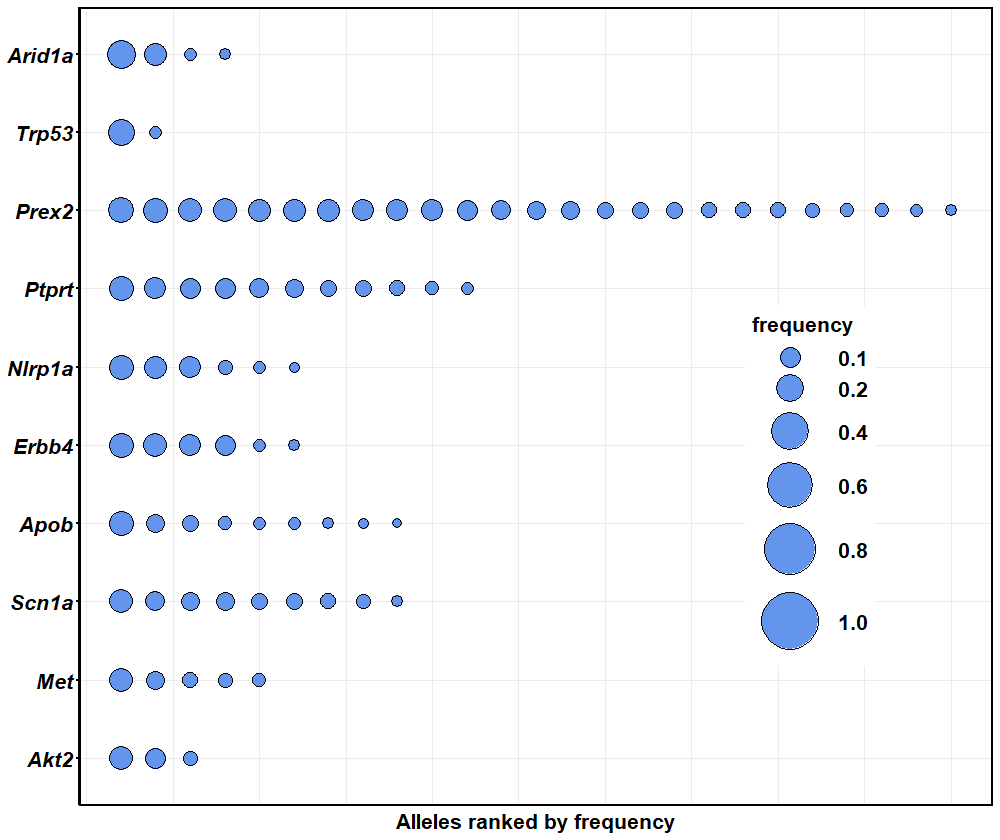 Arid1a
Trp53
Prex2
Ptprt
Nlrp1a
Erbb4
Apob
Scn1a
Met
Akt2
frequency
0.1
0.2
0.4
0.6
0.8
1.0
Alleles ranked by frequency